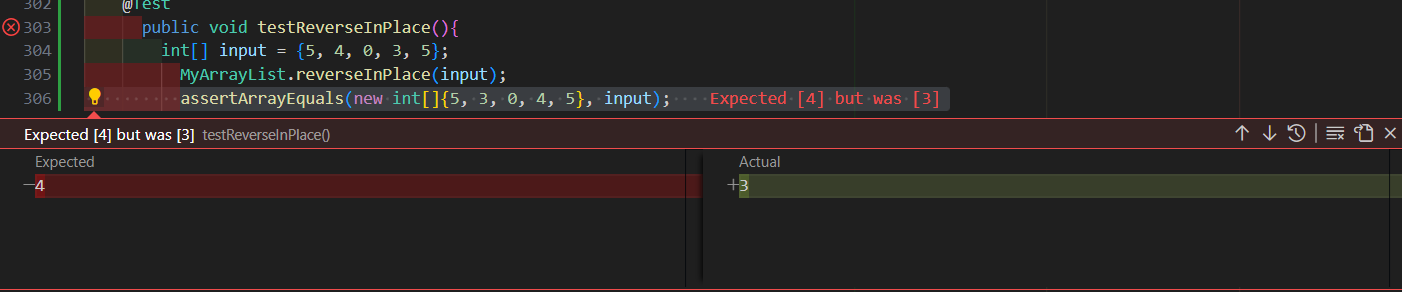 302 @Test
303 public void testReverseInPlace(){
304 int[] input = {5, 4, 0, 3, 5};
305 MyArrayList.reverseInPlace(input);
306 assertArrayEquals(new int[]{5, 3, 0, 4, 5}, input); Expected [4] but was [3]
Expected [4] but was [3] testReverseInPlace()
Expected Actual
−4 +3